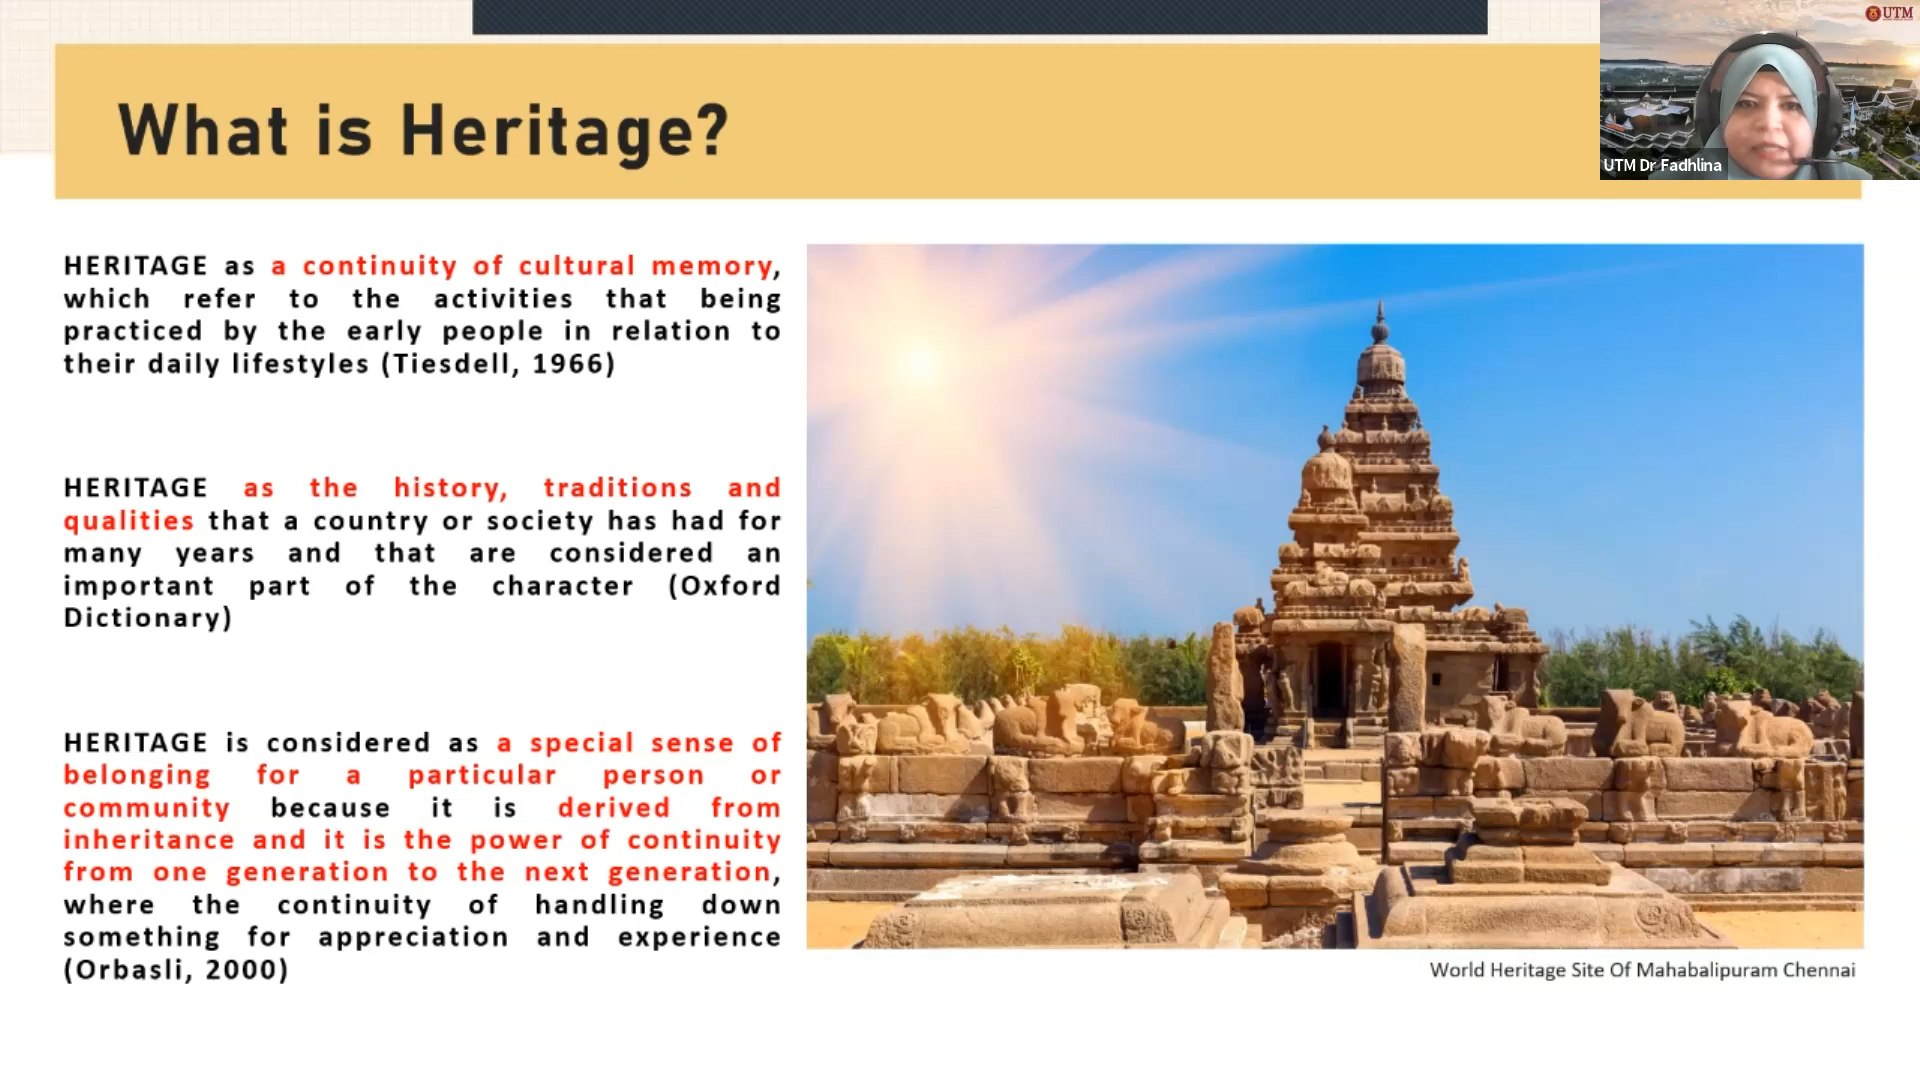 What is Heritage?
UTM
UTM Dr Fadhlina
HERITAGE as a continuity of cultural memory,
which refer to the activities that being
practiced by the early people in relation to
their daily lifestyles (Tiesdell, 1966)
HERITAGE as the history, traditions and
qualities that a country or society has had for
many years and that are considered an
important part of the character (Oxford
Dictionary)
HERITAGE is considered as a special sense of
belonging for a particular person or
community because it is derived from
inheritance and it is the power of continuity
from one generation to the next generation,
where the continuity of handling down
something for appreciation and experience
(Orbasli, 2000)
World Heritage Site Of Mahabalipuram Chennai